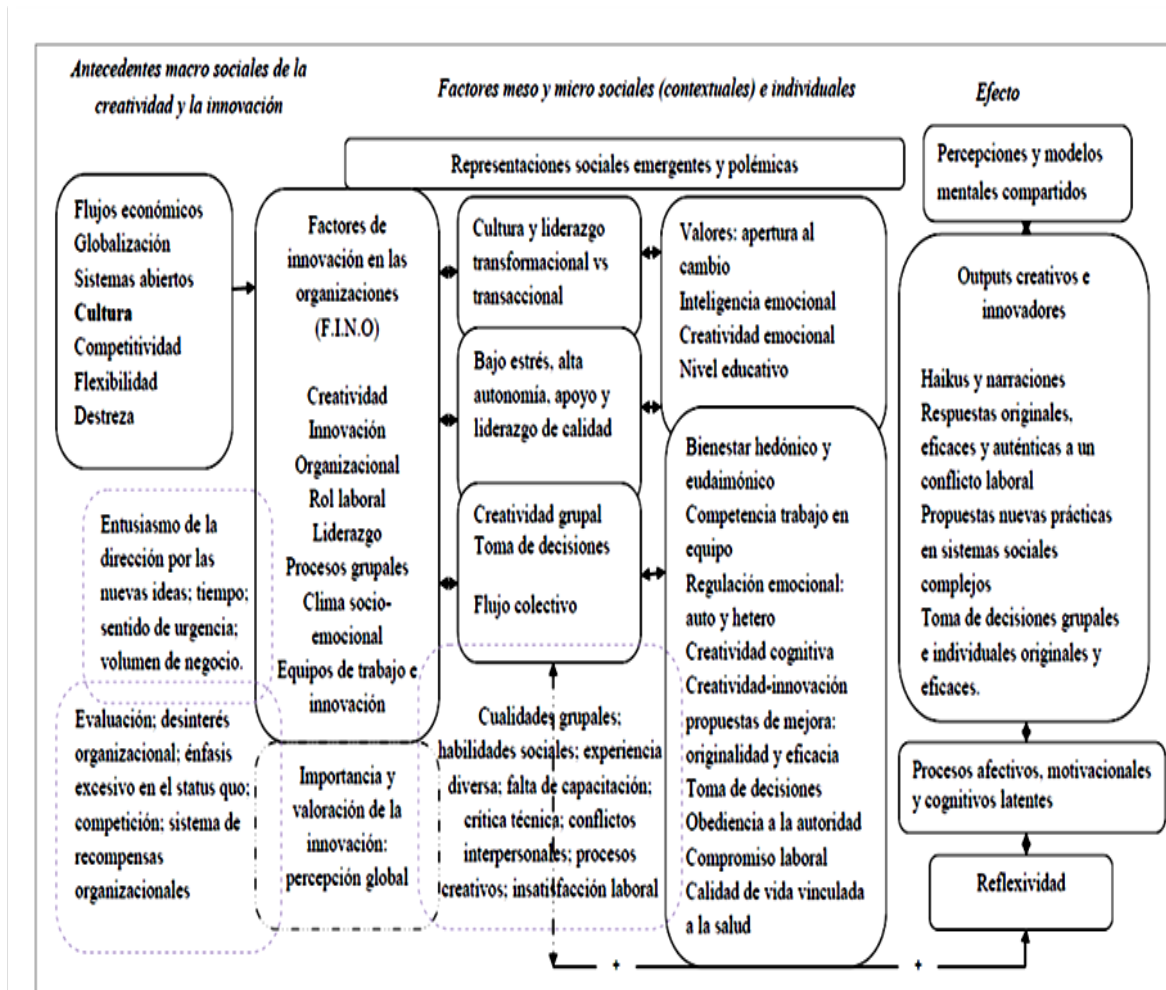 Antecedentes macro sociales de la
creatividad y la innovación
Factores meso y micro sociales (contextuales) e individuales
Efecto
Representaciones sociales emergentes y polémicas
Flujos económicos
Globalización
Sistemas abiertos
Cultura
Competitividad
Flexibilidad
Destreza
Entusiasmo de la
dirección por las
nuevas ideas; tiempo;
sentido de urgencia;
volumen de negocio.
Evaluación; desinterés
organizacional; énfasis
excesivo en el status quo;
competición; sistema de
recompensas
organizacionales
Factores de
innovación en las
organizaciones
(F.I.N.O)
Creatividad
Innovación
Organizacional
Rol laboral
Liderazgo
Procesos grupales
Clima socio-
emocional
Equipos de trabajo e
innovación
Importancia y
valoración de la
innovación:
percepción global
Cultura y liderazgo
transformacional vs
transaccional
Bajo estrés, alta
autonomía, apoyo y
liderazgo de calidad
Creatividad grupal
Toma de decisiones
Flujo colectivo
Cualidades grupales;
habilidades sociales; experiencia
diversa; falta de capacitación;
critica técnica; conflictos
interpersonales; procesos
creativos; insatisfacción laboral
Valores: apertura al
cambio
Inteligencia emocional
Creatividad emocional
Nivel educativo
Bienestar hedónico y
eudaimónico
Competencia trabajo en
equipo
Regulación emocional:
auto y hetero
Creatividad cognitiva
Creatividad-innovación
propuestas de mejora:
originalidad y eficacia
Toma de decisiones
Obediencia a la autoridad
Compromiso laboral
Calidad de vida vinculada
a la salud
Percepciones y modelos
mentales compartidos
Outputs creativos e
innovadores
Haikus y narraciones
Respuestas originales,
eficaces y auténticas a un
conflicto laboral
Propuestas nuevas prácticas
en sistemas sociales
complejos
Toma de decisiones grupales
e individuales originales y
eficaces.
Procesos afectivos, motivacionales
y cognitivos latentes
Reflexividad
+ +